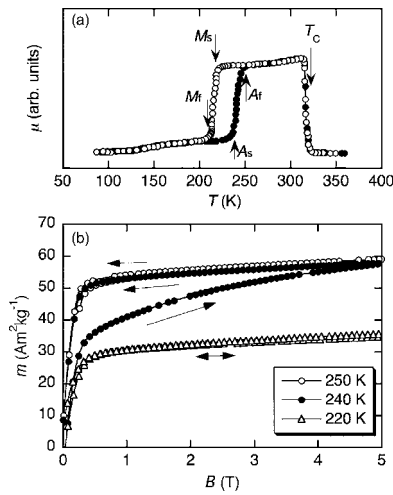 (a)
μ (arb. units)
Ms
Mf
Af
As
TC
50 100 150 200 250 300 350 400
T (K)
(b)
m (Am²kg⁻¹)
70
60
50
40
30
20
10
0
0 1 2 3 4 5
B (T)
250 K
240 K
220 K